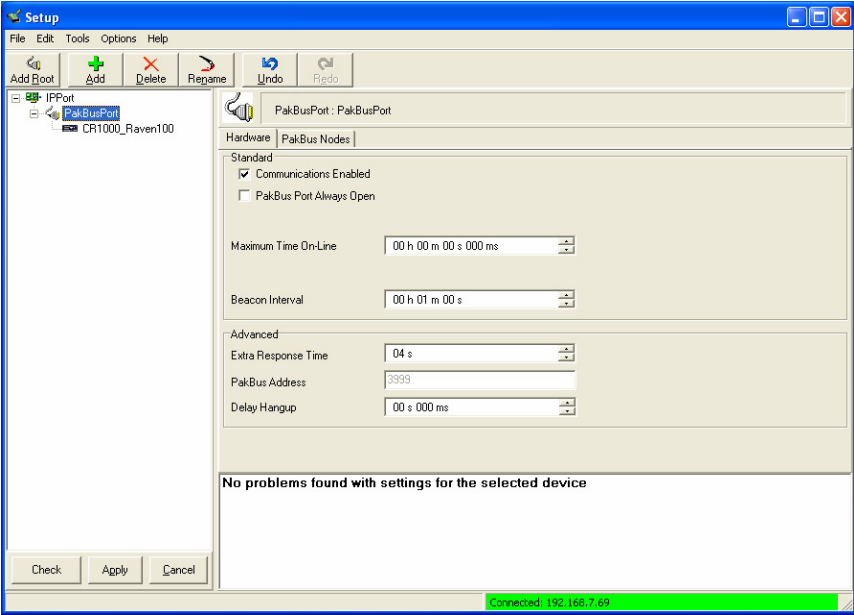 Setup
File Edit Tools Options Help
Add Root Add Delete Rename Undo Redo
IPPort
PakBusPort
CR1000_Raven100
PakBusPort : PakBusPort
Hardware PakBus Nodes
Standard
Communications Enabled
PakBus Port Always Open
Maximum Time On-Line 00 h 00 m 00 s 000 ms
Beacon Interval 00 h 01 m 00 s
Advanced
Extra Response Time 04 s
PakBus Address 3999
Delay Hangup 00 s 000 ms
No problems found with settings for the selected device
Check Apply Cancel
Connected: 192.168.7.69